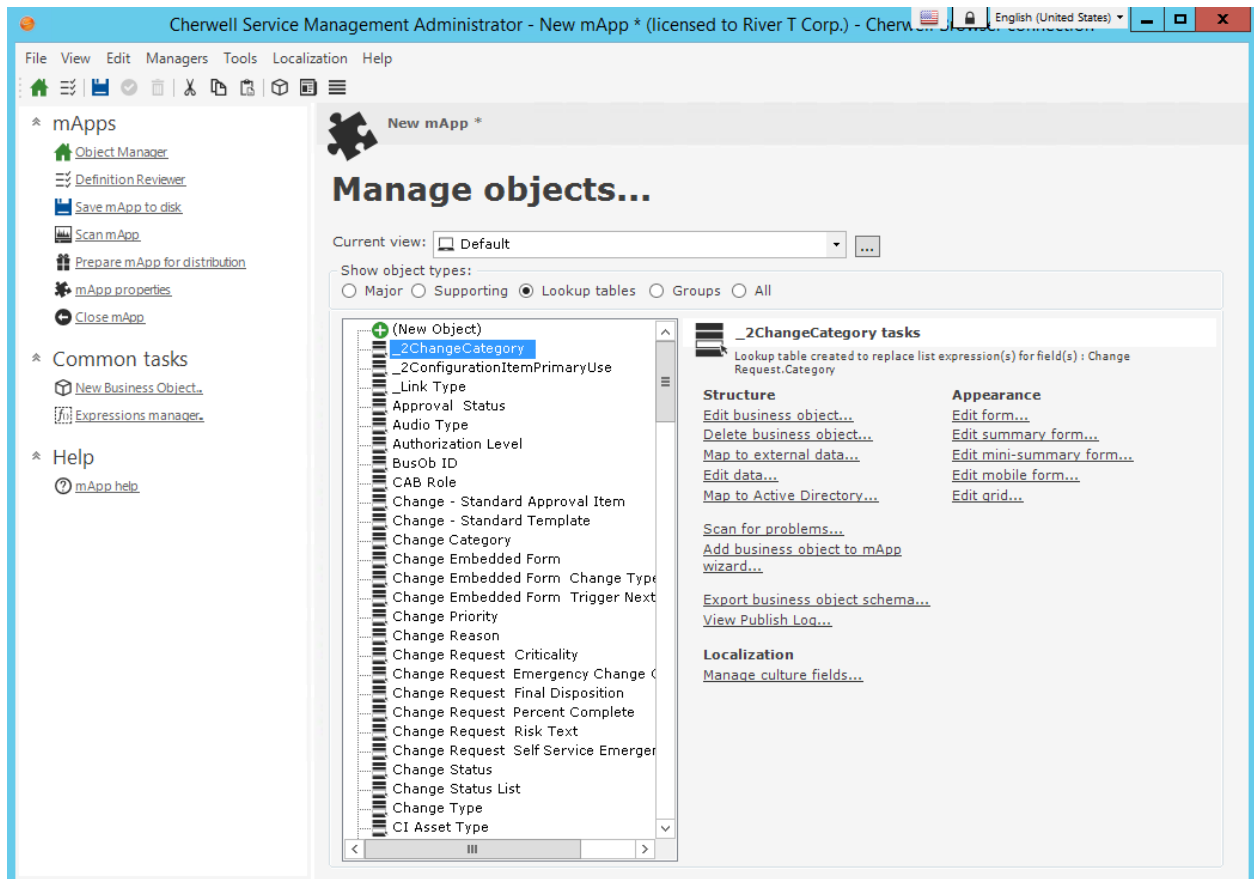 Cherwell Service Management Administrator - New mApp * (licensed to River T Corp.) - Cherwell Browser connection
English (United States)
X
File View Edit Managers Tools Localization Help
mApps
Object Manager
Definition Reviewer
Save mApp to disk
Scan mApp
Prepare mApp for distribution
mApp properties
Close mApp
Common tasks
New Business Object...
Expressions manager...
Help
mApp help
New mApp *
Manage objects...
Current view: Default ...
Show object types:
Major Supporting Lookup tables Groups All
(New Object)
_2ChangeCategory
_2ConfigurationItemPrimaryUse
_Link Type
Approval Status
Audio Type
Authorization Level
BusOb ID
CAB Role
Change - Standard Approval Item
Change - Standard Template
Change Category
Change Embedded Form
Change Embedded Form Change Type
Change Embedded Form Trigger Next
Change Priority
Change Reason
Change Request Criticality
Change Request Emergency Change
Change Request Final Disposition
Change Request Percent Complete
Change Request Risk Text
Change Request Self Service Emerger
Change Status
Change Status List
Change Type
CI Asset Type
_2ChangeCategory tasks
Lookup table created to replace list expression(s) for field(s) : Change
Request.Category
Structure
Edit business object...
Delete business object...
Map to external data...
Edit data...
Map to Active Directory...
Scan for problems...
Add business object to mApp
wizard...
Export business object schema...
View Publish Log...
Localization
Manage culture fields...
Appearance
Edit form...
Edit summary form...
Edit mini-summary form...
Edit mobile form...
Edit grid...